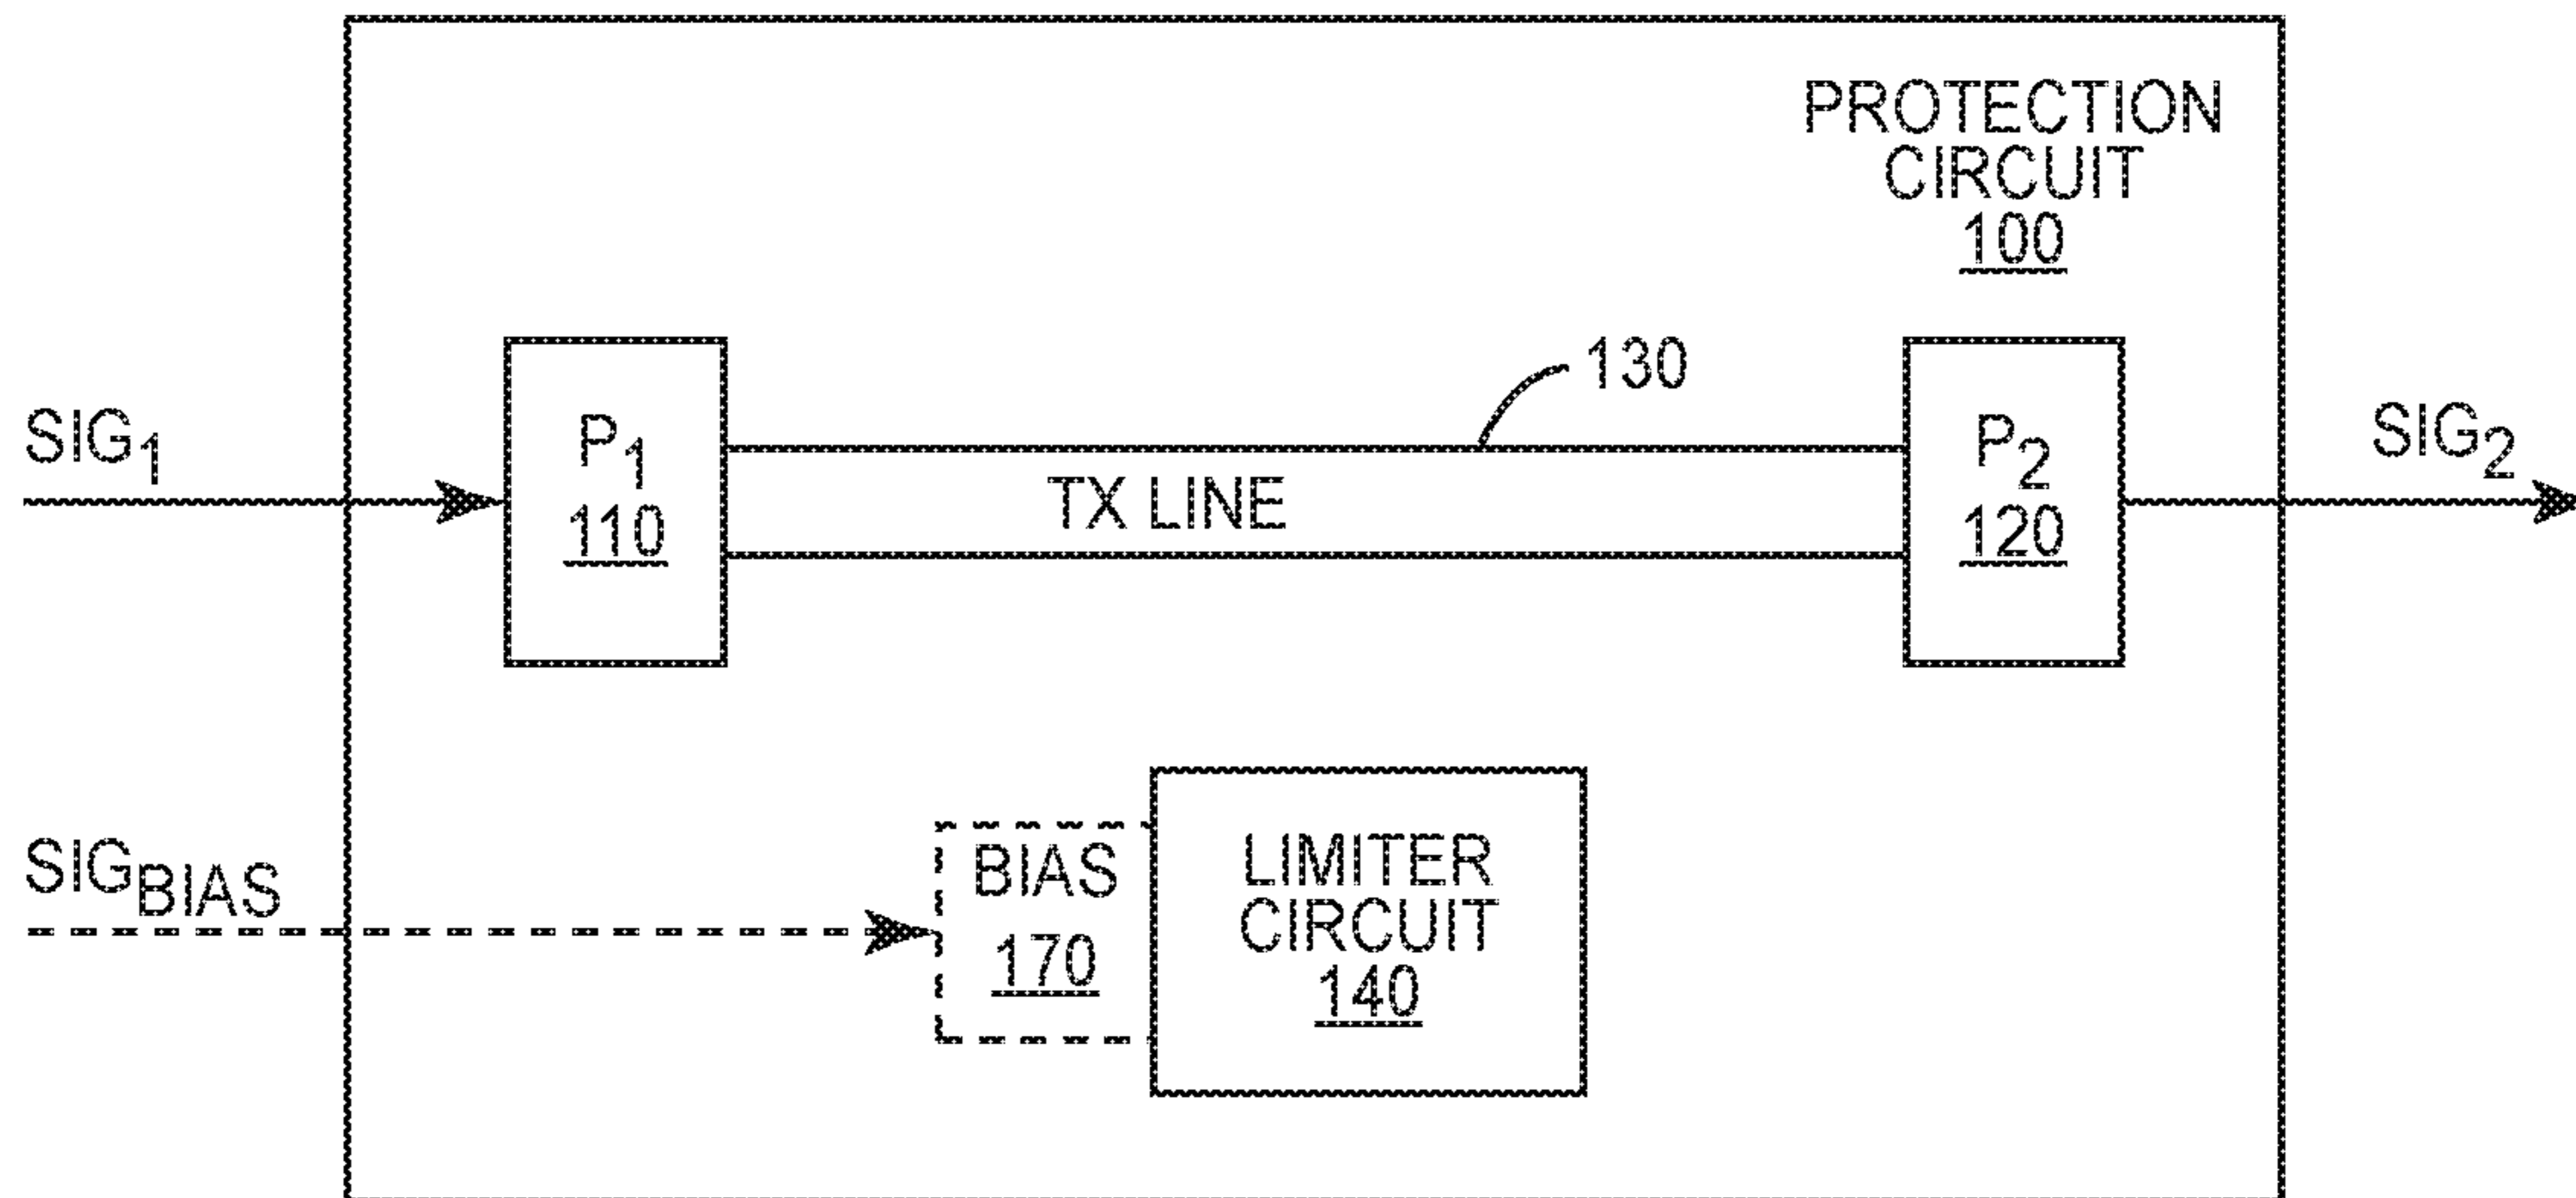 PROTECTION
CIRCUIT
100
130
SIG1
P1
110
TX LINE
P2
120
SIG2
SIGBIAS
BIAS
170
LIMITER
CIRCUIT
140